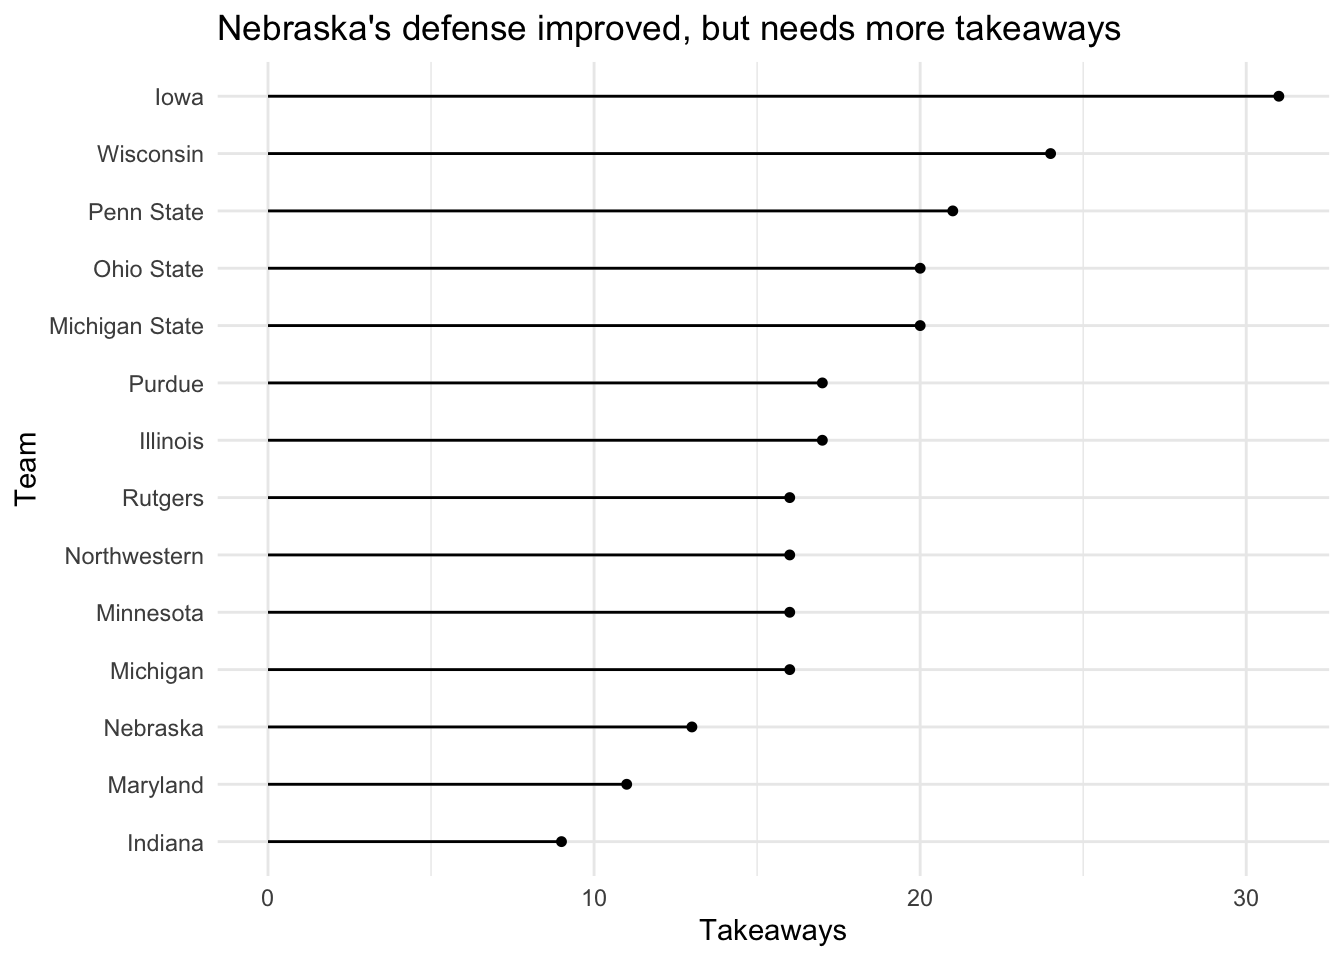 Nebraska's defense improved, but needs more takeaways
Team
Iowa
Wisconsin
Penn State
Ohio State
Michigan State
Purdue
Illinois
Rutgers
Northwestern
Minnesota
Michigan
Nebraska
Maryland
Indiana
0 10 20 30
Takeaways